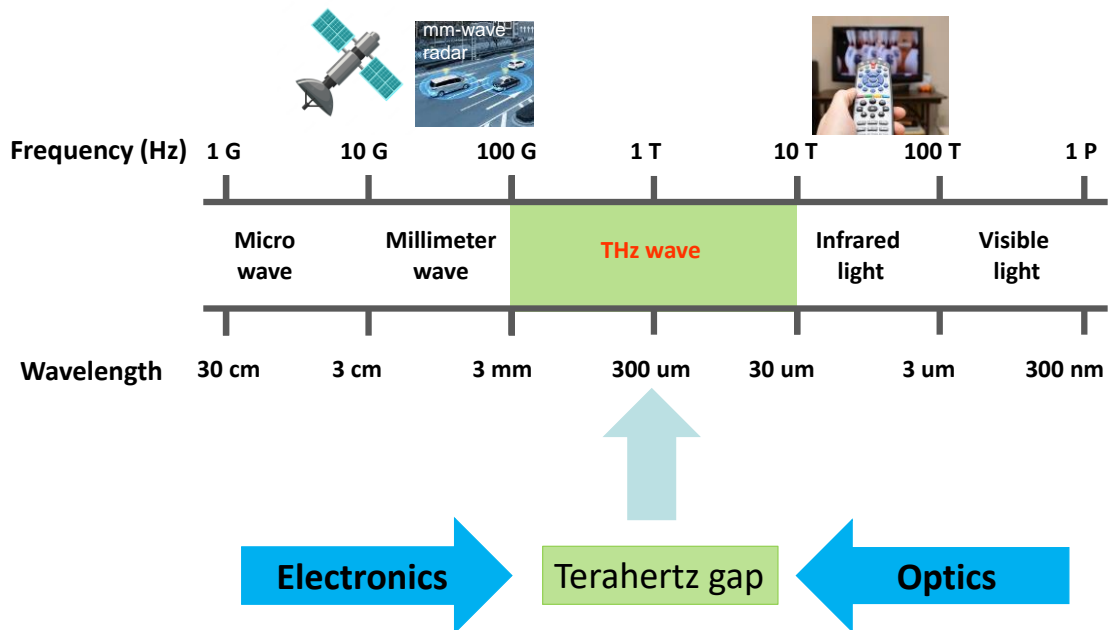 mm-wave
radar
Frequency (Hz) 1 G 10 G 100 G 1 T 10 T 100 T 1 P
Micro
wave
Millimeter
wave
THz wave
Infrared
light
Visible
light
Wavelength 30 cm 3 cm 3 mm 300 um 30 um 3 um 300 nm
Electronics Terahertz gap Optics